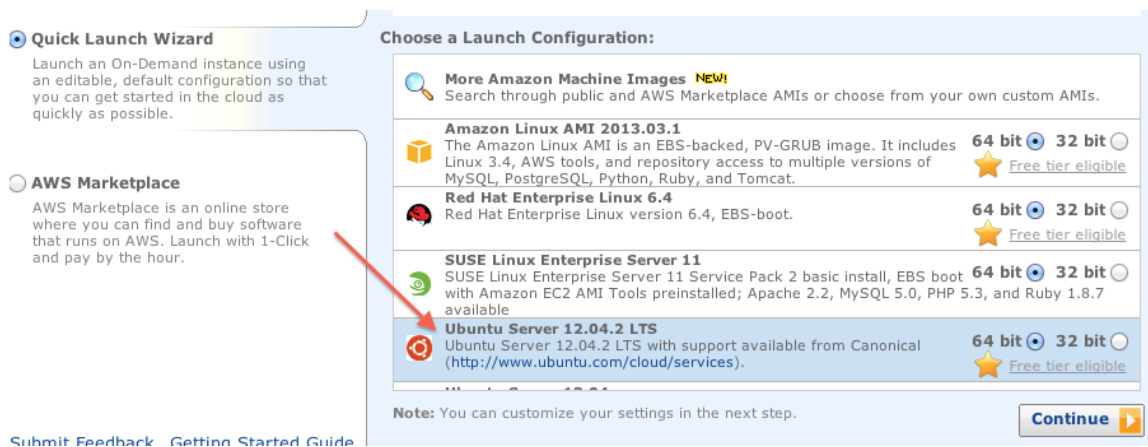 Quick Launch Wizard
Launch an On-Demand instance using
an editable, default configuration so that
you can get started in the cloud as
quickly as possible.
AWS Marketplace
AWS Marketplace is an online store
where you can find and buy software
that runs on AWS. Launch with 1-Click
and pay by the hour.
Submit Feedback Getting Started Guide
Choose a Launch Configuration:
More Amazon Machine Images NEW!
Search through public and AWS Marketplace AMIs or choose from your own custom AMIs.
Amazon Linux AMI 2013.03.1
The Amazon Linux AMI is an EBS-backed, PV-GRUB image. It includes
Linux 3.4, AWS tools, and repository access to multiple versions of
MySQL, PostgreSQL, Python, Ruby, and Tomcat.
64 bit 32 bit
Free tier eligible
Red Hat Enterprise Linux 6.4
Red Hat Enterprise Linux version 6.4, EBS-boot.
64 bit 32 bit
Free tier eligible
SUSE Linux Enterprise Server 11
SUSE Linux Enterprise Server 11 Service Pack 2 basic install, EBS boot
with Amazon EC2 AMI Tools preinstalled; Apache 2.2, MySQL 5.0, PHP 5.3, and Ruby 1.8.7
available
64 bit 32 bit
Ubuntu Server 12.04.2 LTS
Ubuntu Server 12.04.2 LTS with support available from Canonical
(http://www.ubuntu.com/cloud/services).
64 bit 32 bit
Free tier eligible
Note: You can customize your settings in the next step.
Continue